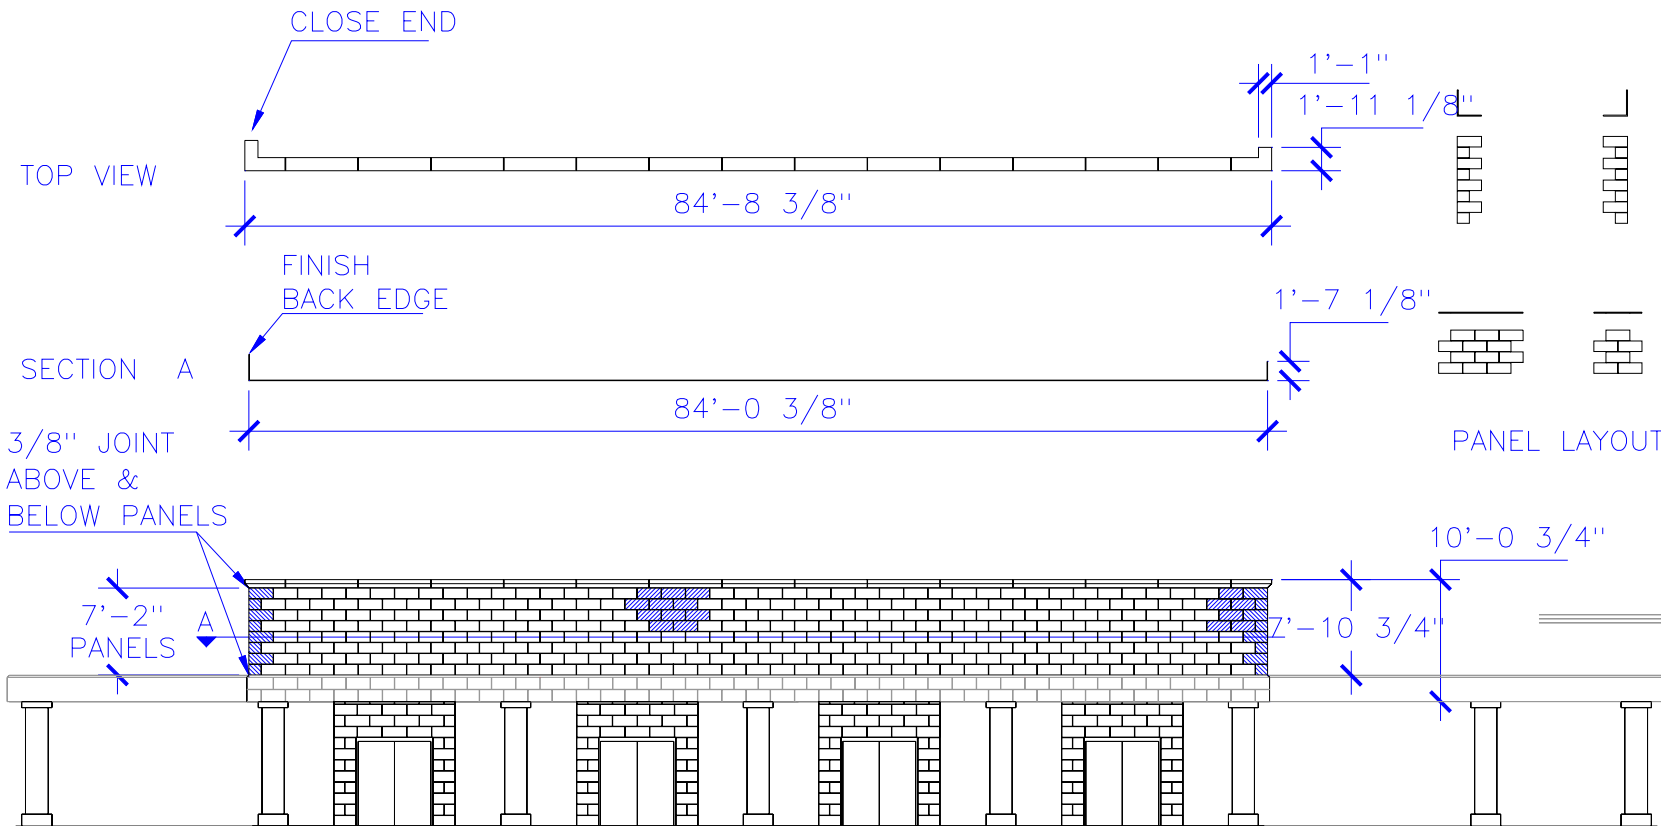 CLOSE END
1'-1"
1'-11 1/8"
TOP VIEW
84'-8 3/8"
FINISH
BACK EDGE
1'-7 1/8"
SECTION A
84'-0 3/8"
3/8" JOINT
ABOVE &
BELOW PANELS
PANEL LAYOUT
10'-0 3/4"
7'-2"
PANELS
A
7'-10 3/4"